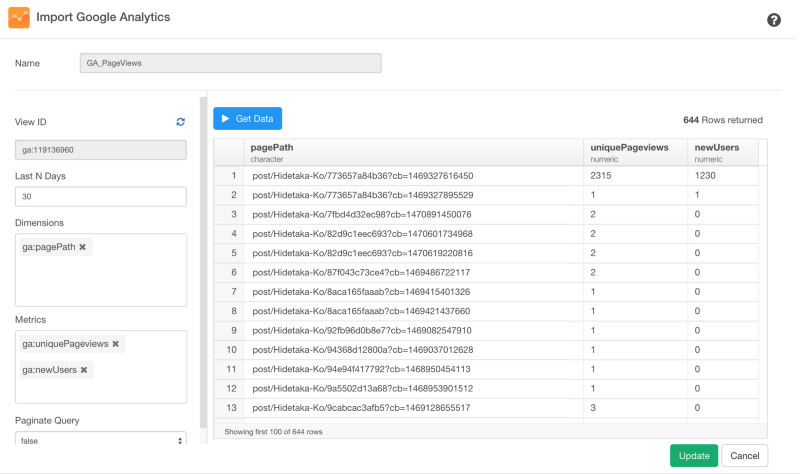 Import Google Analytics
?
Name
GA_PageViews
View ID
ga:119136960
Last N Days
30
Dimensions
ga:pagePath ✖
Metrics
ga:uniquePageviews ✖
ga:newUsers ✖
Paginate Query
false
Get Data
644 Rows returned
pagePath uniquePageviews newUsers
character numeric numeric
1 post/Hidetaka-Ko/773657a84b36?cb=1469327616450 2315 1230
2 post/Hidetaka-Ko/773657a84b36?cb=1469327895529 1 1
3 post/Hidetaka-Ko/7fbd4d32ec98?cb=1470891450076 2 0
4 post/Hidetaka-Ko/82d9c1eec693?cb=1470601734968 2 0
5 post/Hidetaka-Ko/82d9c1eec693?cb=1470619220816 2 0
6 post/Hidetaka-Ko/87f043c73ce4?cb=1469486722117 2 0
7 post/Hidetaka-Ko/8aca165faaab?cb=1469415401326 1 0
8 post/Hidetaka-Ko/8aca165faaab?cb=1469421437660 1 0
9 post/Hidetaka-Ko/92fb96d0b8e7?cb=1469082547910 1 0
10 post/Hidetaka-Ko/94368d12800a?cb=1469037012628 1 0
11 post/Hidetaka-Ko/94e94f417792?cb=1468950454113 1 0
12 post/Hidetaka-Ko/9a5502d13a68?cb=1468953901512 1 0
13 post/Hidetaka-Ko/9cabcac3afb5?cb=1469128655517 3 0
Showing first 100 of 644 rows
Update Cancel